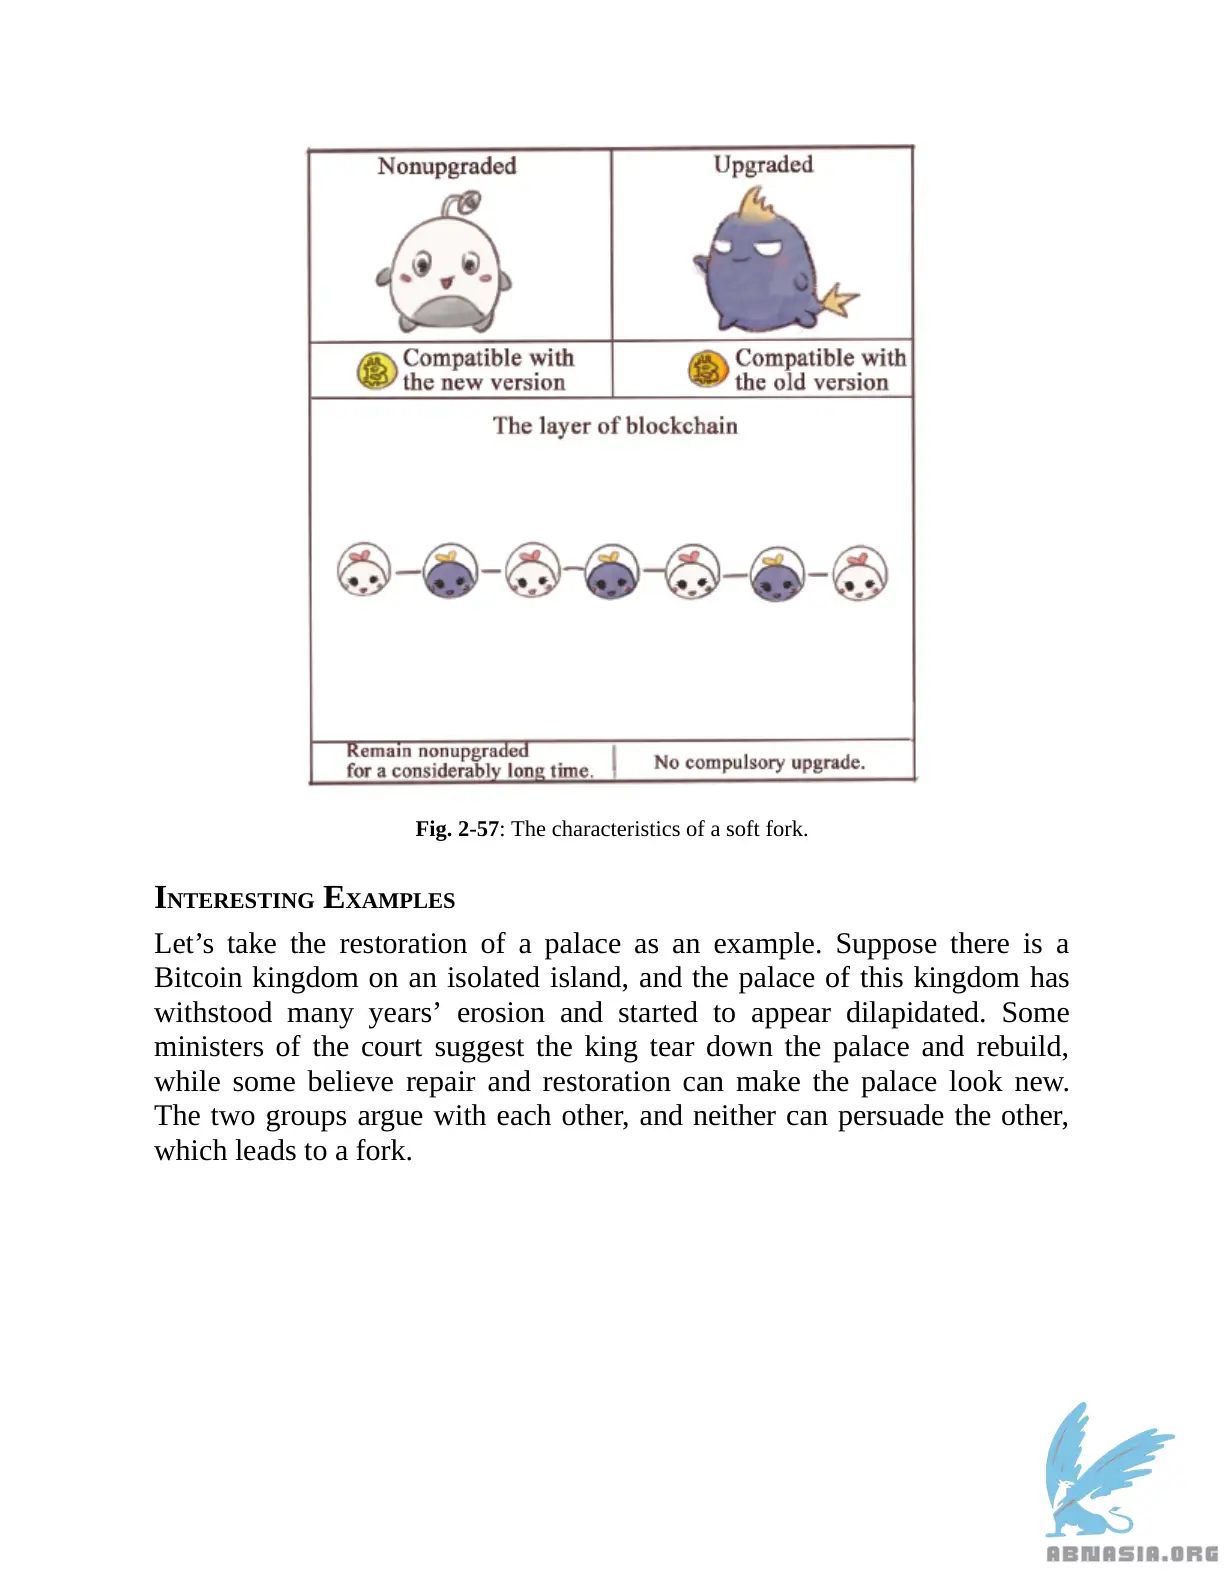 Nonupgraded
Upgraded
Compatible with
the new version
Compatible with
the old version
The layer of blockchain
Remain nonupgraded
for a considerably long time.
No compulsory upgrade.
Fig. 2-57: The characteristics of a soft fork.
INTERESTING EXAMPLES
Let’s take the restoration of a palace as an example. Suppose there is a
Bitcoin kingdom on an isolated island, and the palace of this kingdom has
withstood many years’ erosion and started to appear dilapidated. Some
ministers of the court suggest the king tear down the palace and rebuild,
while some believe repair and restoration can make the palace look new.
The two groups argue with each other, and neither can persuade the other,
which leads to a fork.
ABNASIA.ORG